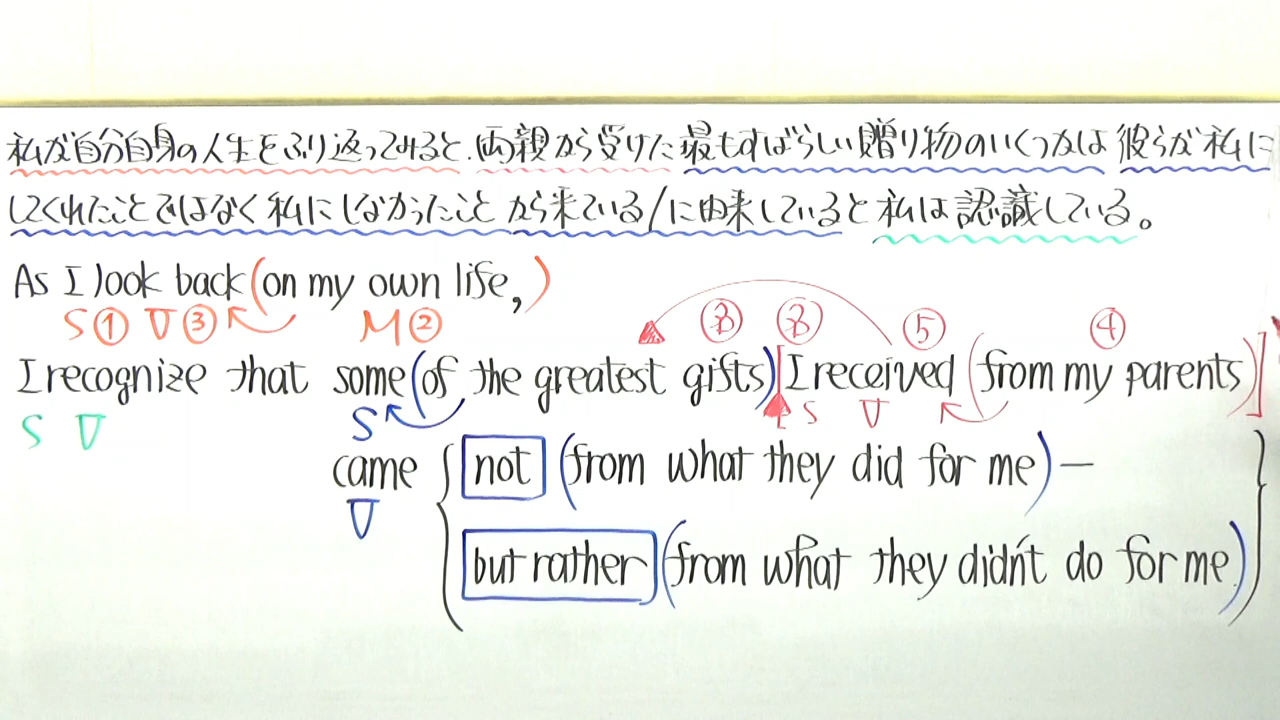 私が自分自身の人生をふり返ってみると、両親から受けた最もすばらしい贈り物のいくつかは彼らが私に
してくれたことではなく私にしなかったことから来ている/に由来していると私は認識している。
As I look back (on my own life,)
S① V③ M②
⑧ ⑧ ⑤ ④
I recognize that some (of the greatest gifts) [I received (from my parents)]
S V S S V
came { not (from what they did for me) —
V
but rather (from what they didn't do for me.) }